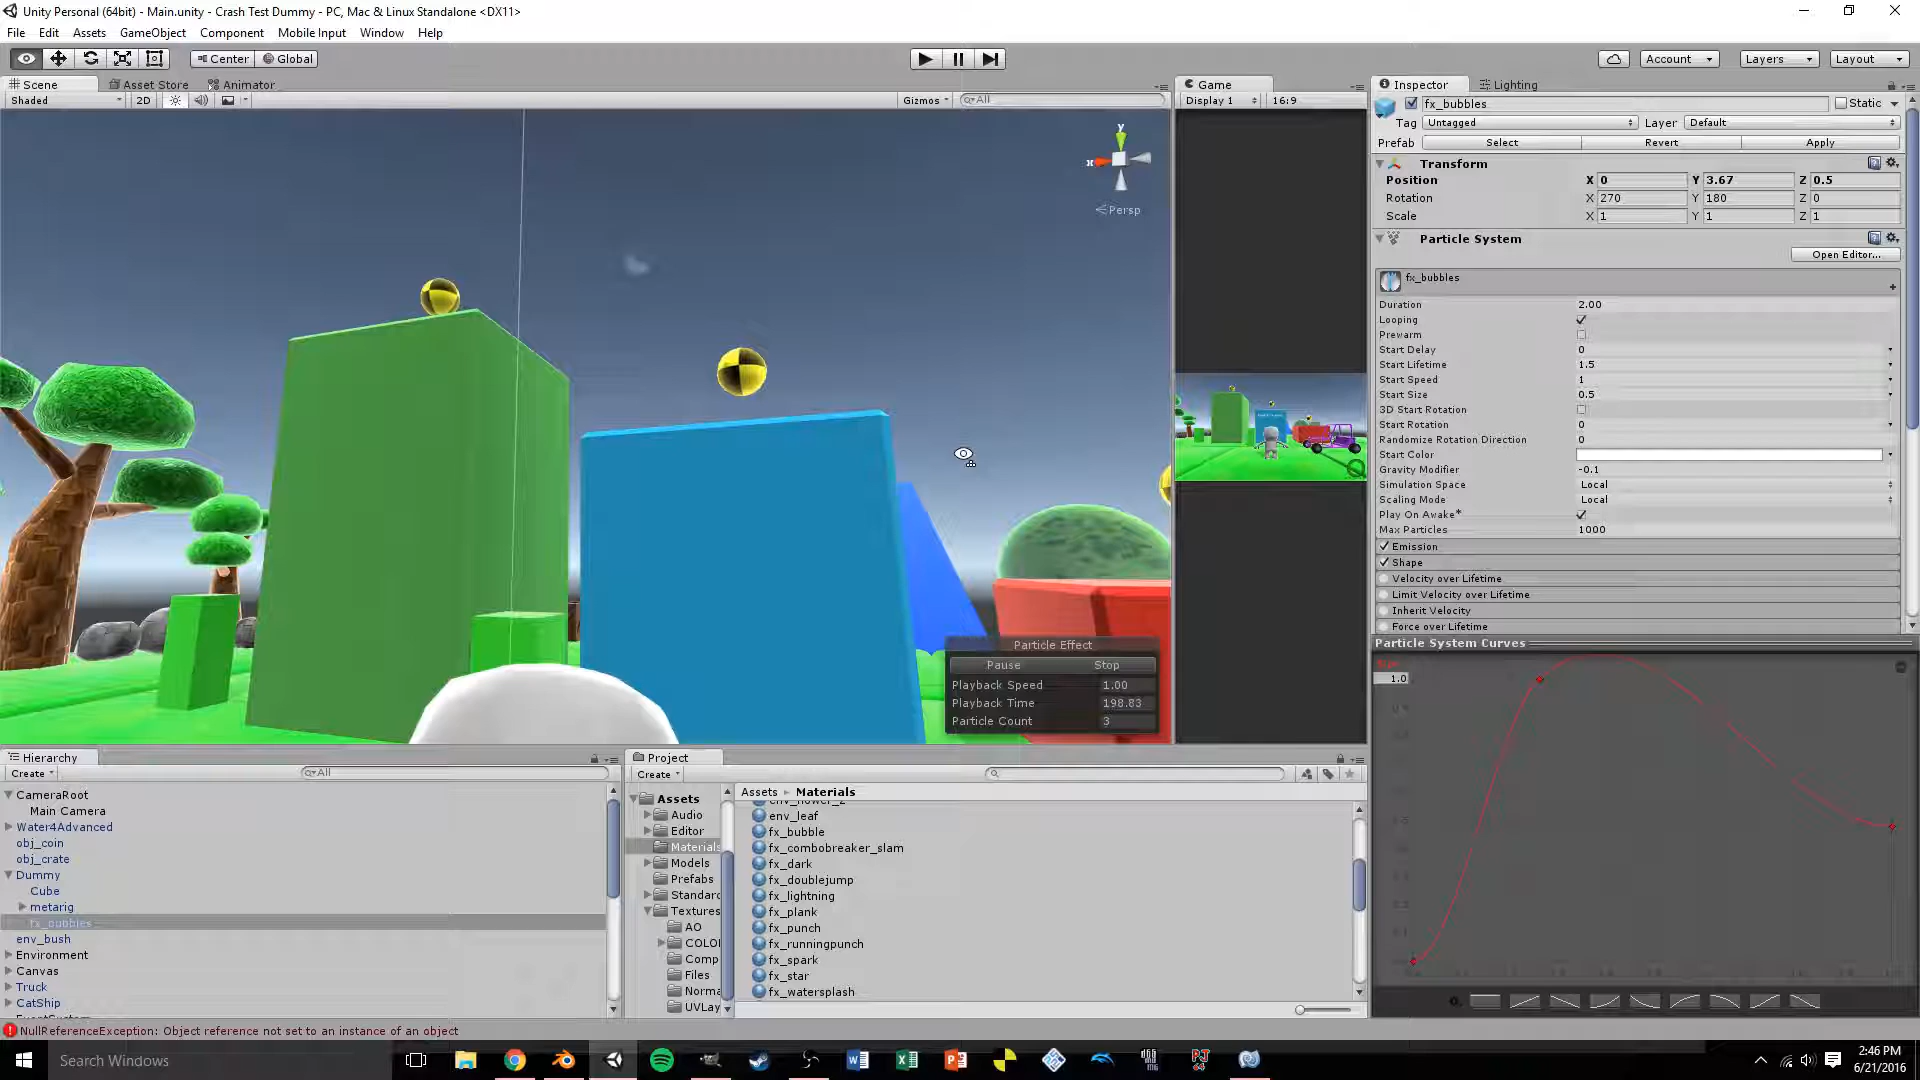 Unity Personal (64bit) - Main.unity - Crash Test Dummy - PC, Mac & Linux Standalone <DX11>
File Edit Assets GameObject Component Mobile Input Window Help
Center Global Account Layers Layout
Scene Asset Store Animator
Shaded 2D Gizmos All
y
x
Persp
Particle Effect
Pause Stop
Playback Speed 1.00
Playback Time 198.83
Particle Count 3
Game
Display 1 16:9
Inspector Lighting
fx_bubbles Static
Tag Untagged Layer Default
Prefab Select Revert Apply
Transform
Position X 0 Y 3.67 Z 0.5
Rotation X 270 Y 180 Z 0
Scale X 1 Y 1 Z 1
Particle System
Open Editor...
fx_bubbles
Duration 2.00
Looping
Prewarm
Start Delay 0
Start Lifetime 1.5
Start Speed 1
Start Size 0.5
3D Start Rotation
Start Rotation 0
Randomize Rotation Direction 0
Start Color
Gravity Modifier -0.1
Simulation Space Local
Scaling Mode Local
Play On Awake*
Max Particles 1000
Emission
Shape
Velocity over Lifetime
Limit Velocity over Lifetime
Inherit Velocity
Force over Lifetime
Particle System Curves
1.0
Hierarchy
Create All
CameraRoot
Main Camera
Water4Advanced
obj_coin
obj_crate
Dummy
Cube
metarig
fx_bubbles
env_bush
Environment
Canvas
Truck
CatShip
Project
Create
Assets
Audio
Editor
Materials
Models
Prefabs
Standard
Textures
AO
COLO
Comp
Files
Norma
UVLay
Assets Materials
env_leaf
fx_bubble
fx_combobreaker_slam
fx_dark
fx_doublejump
fx_lightning
fx_plank
fx_punch
fx_runningpunch
fx_spark
fx_star
fx_watersplash
NullReferenceException: Object reference not set to an instance of an object
Search Windows
2:46 PM
6/21/2016